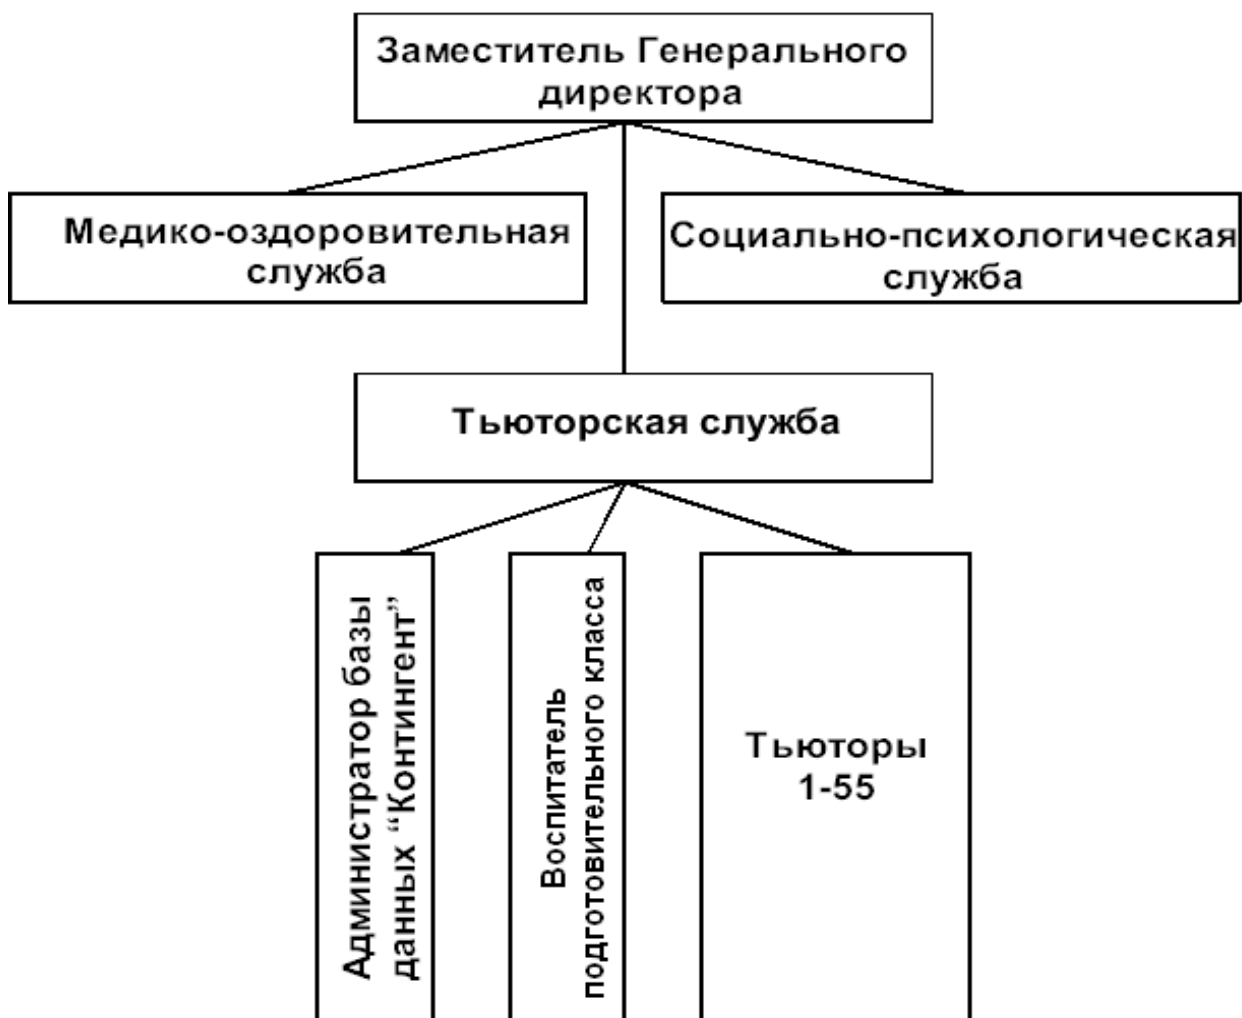 Заместитель Генерального
директора
Медико-оздоровительная
служба
Социально-психологическая
служба
Тьюторская служба
Администратор базы
данных “Контингент”
Воспитатель
подготовительного класса
Тьюторы
1-55